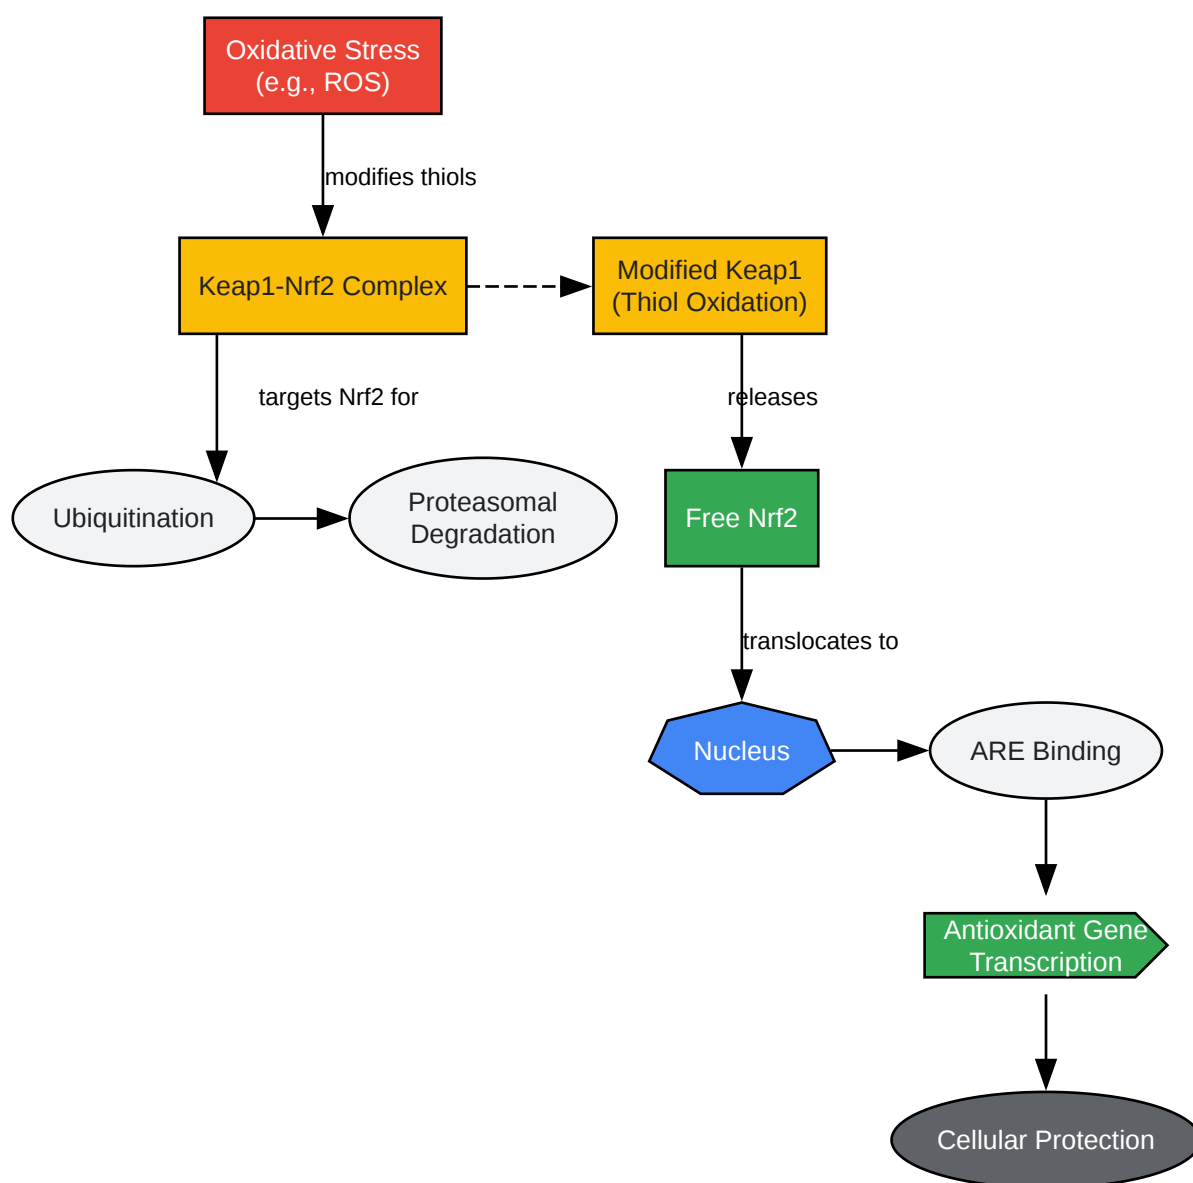 Oxidative Stress
(e.g., ROS)
modifies thiols
Keap1-Nrf2 Complex
Modified Keap1
(Thiol Oxidation)
targets Nrf2 for
releases
Ubiquitination
Proteasomal
Degradation
Free Nrf2
translocates to
Nucleus
ARE Binding
Antioxidant Gene
Transcription
Cellular Protection